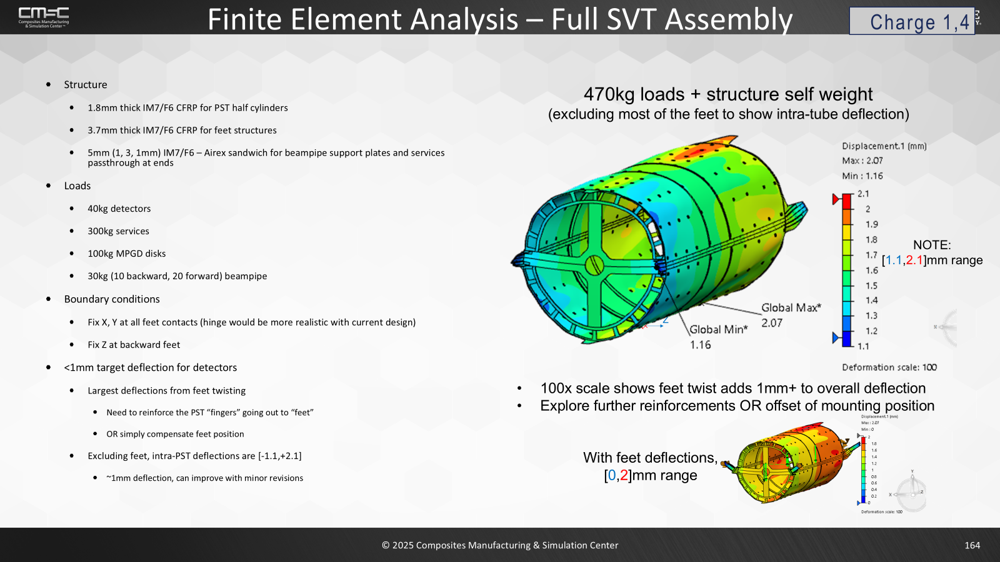 CMSC
Composites Manufacturing
& Simulation Center™
Finite Element Analysis – Full SVT Assembly
Charge 1,4
• Structure
• 1.8mm thick IM7/F6 CFRP for PST half cylinders
• 3.7mm thick IM7/F6 CFRP for feet structures
• 5mm (1, 3, 1mm) IM7/F6 – Airex sandwich for beampipe support plates and services
passthrough at ends
• Loads
• 40kg detectors
• 300kg services
• 100kg MPGD disks
• 30kg (10 backward, 20 forward) beampipe
• Boundary conditions
• Fix X, Y at all feet contacts (hinge would be more realistic with current design)
• Fix Z at backward feet
• <1mm target deflection for detectors
• Largest deflections from feet twisting
• Need to reinforce the PST “fingers” going out to “feet”
• OR simply compensate feet position
• Excluding feet, intra-PST deflections are [-1.1,+2.1]
• ~1mm deflection, can improve with minor revisions
470kg loads + structure self weight
(excluding most of the feet to show intra-tube deflection)
Displacement.1 (mm)
Max : 2.07
Min : 1.16
2.1
2
1.9
1.8
1.7
1.6
1.5
1.4
1.3
1.2
1.1
NOTE:
[1.1,2.1]mm range
Global Max*
2.07
Global Min*
1.16
Z
X
Deformation scale: 100
• 100x scale shows feet twist adds 1mm+ to overall deflection
• Explore further reinforcements OR offset of mounting position
With feet deflections,
[0,2]mm range
Displacement.1 (mm)
Max : 2.07
Min : 0
2
1.8
1.6
1.4
1.2
1
0.8
0.6
0.4
0.2
0
Y
X
Z
Deformation scale: 100
© 2025 Composites Manufacturing & Simulation Center
164